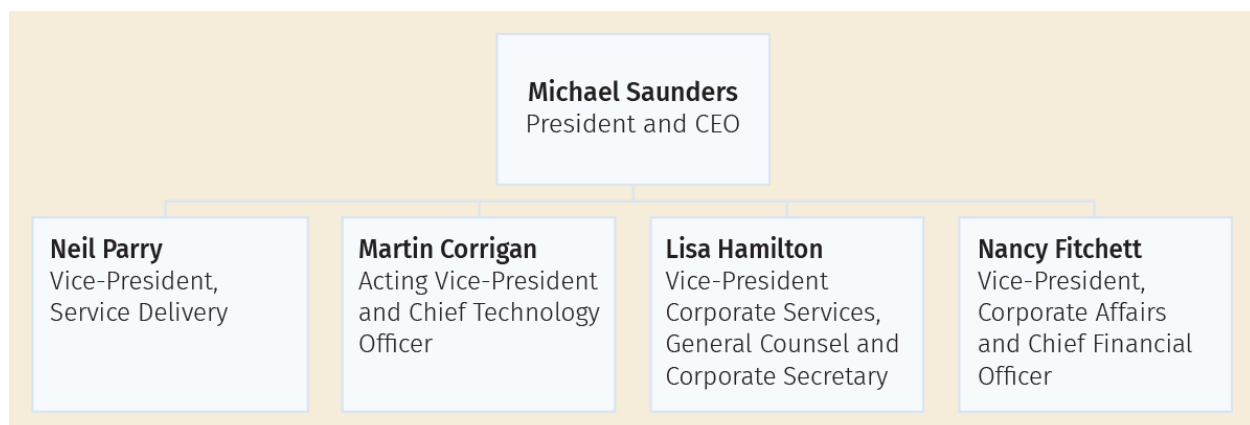 Michael Saunders
President and CEO
Neil Parry
Vice-President,
Service Delivery
Martin Corrigan
Acting Vice-President
and Chief Technology
Officer
Lisa Hamilton
Vice-President
Corporate Services,
General Counsel and
Corporate Secretary
Nancy Fitchett
Vice-President,
Corporate Affairs
and Chief Financial
Officer